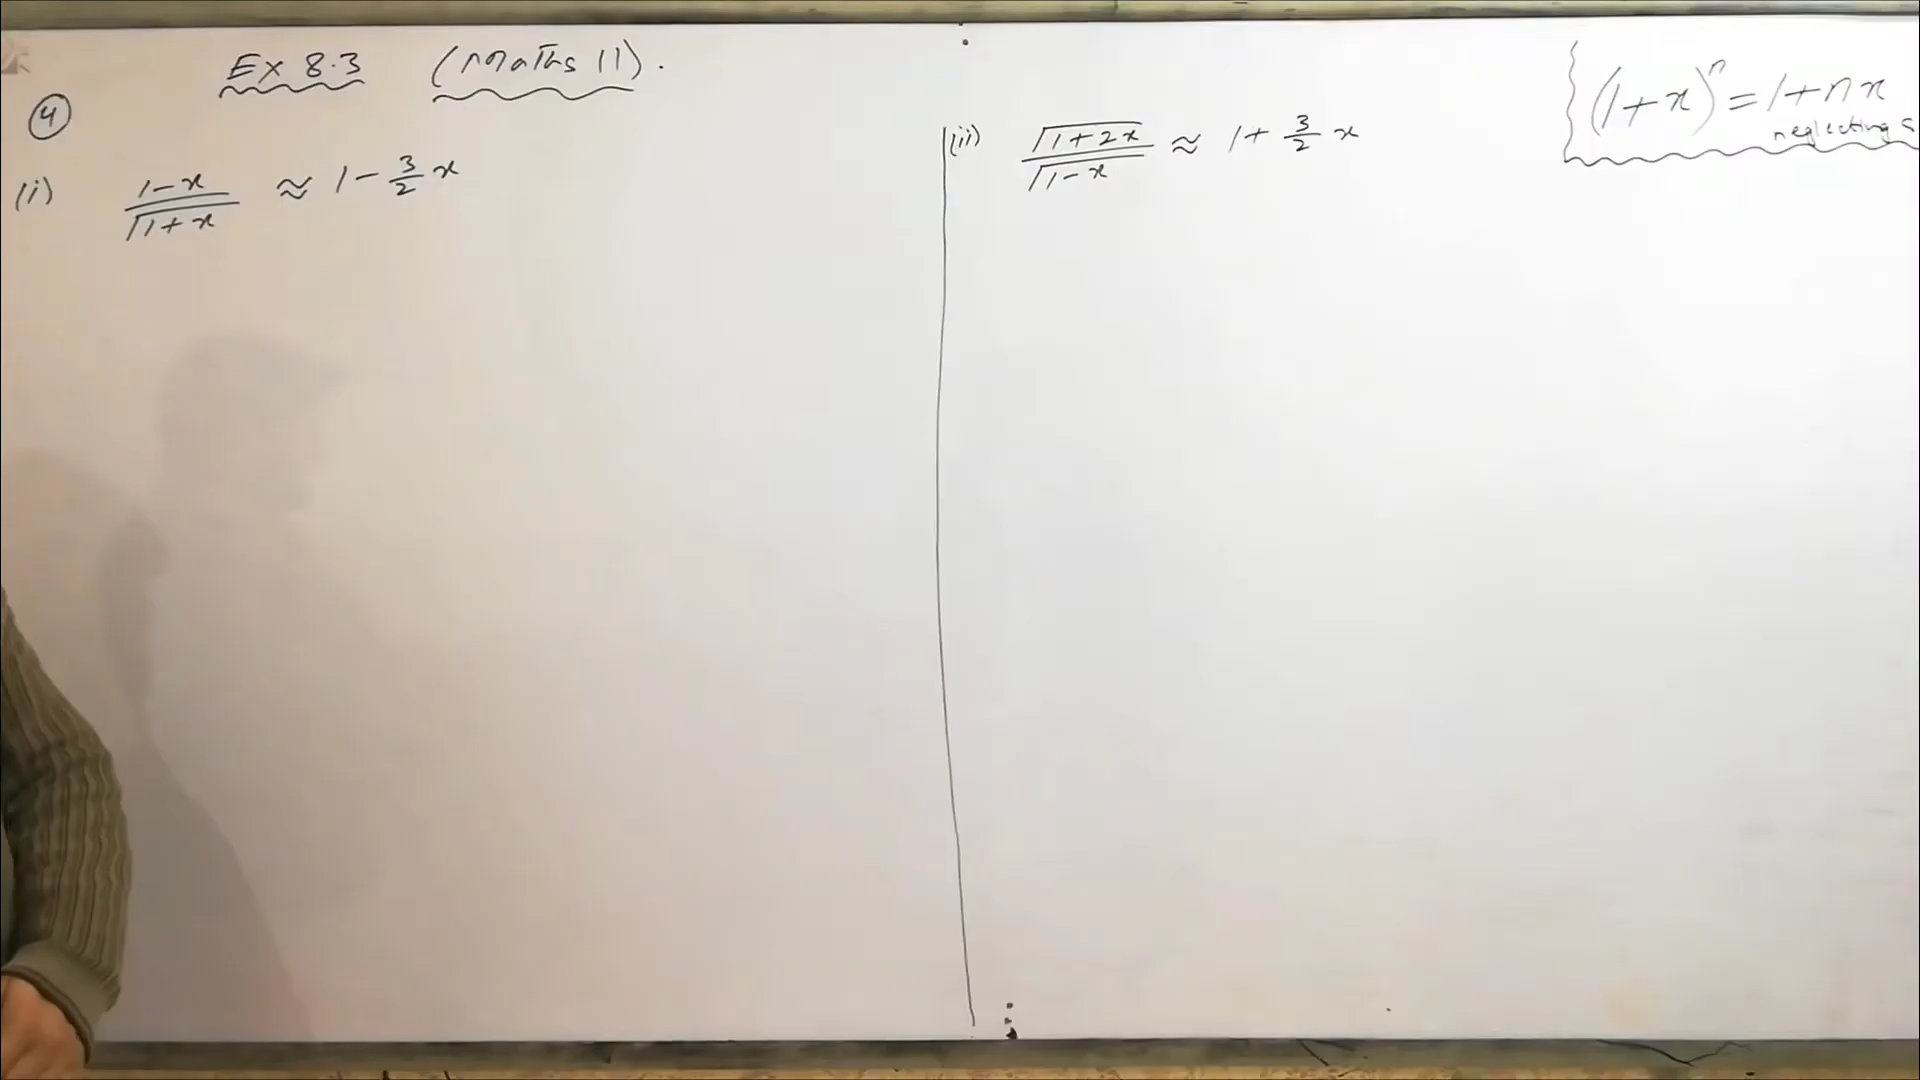 Ex 8.3 (Maths 11).
4
(i) (1-x)/√(1+x) ≈ 1 - 3/2 x
(ii) √(1+2x)/√(1-x) ≈ 1 + 3/2 x
(1+x)^n = 1+nx
neglecting